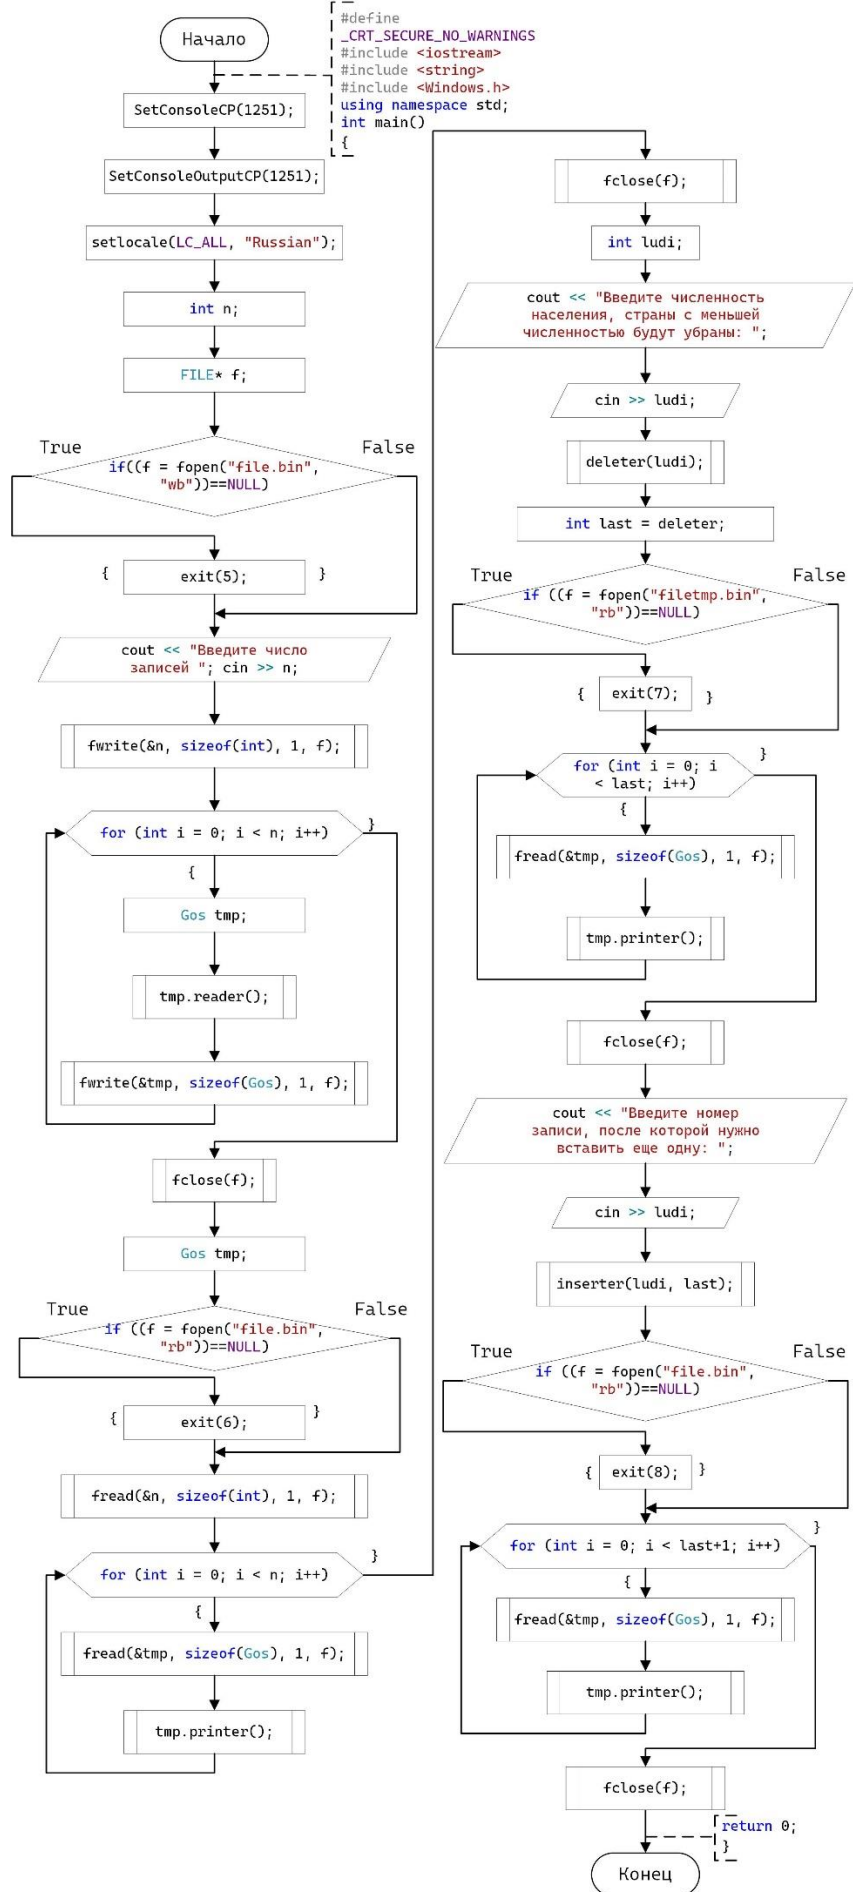 Начало
#define
_CRT_SECURE_NO_WARNINGS
#include <iostream>
#include <string>
#include <Windows.h>
using namespace std;
int main()
{
SetConsoleCP(1251);
SetConsoleOutputCP(1251);
setlocale(LC_ALL, "Russian");
int n;
FILE* f;
True
False
if((f = fopen("file.bin",
"wb"))==NULL)
{
exit(5);
}
cout << "Введите число
записей "; cin >> n;
fwrite(&n, sizeof(int), 1, f);
for (int i = 0; i < n; i++)
}
{
Gos tmp;
tmp.reader();
fwrite(&tmp, sizeof(Gos), 1, f);
fclose(f);
Gos tmp;
True
False
if ((f = fopen("file.bin",
"rb"))==NULL)
{
exit(6);
}
fread(&n, sizeof(int), 1, f);
for (int i = 0; i < n; i++)
}
{
fread(&tmp, sizeof(Gos), 1, f);
tmp.printer();
fclose(f);
int ludi;
cout << "Введите численность
населения, страны с меньшей
численностью будут убраны: ";
cin >> ludi;
deleter(ludi);
int last = deleter;
True
False
if ((f = fopen("filetmp.bin",
"rb"))==NULL)
{
exit(7);
}
for (int i = 0; i
< last; i++)
}
{
fread(&tmp, sizeof(Gos), 1, f);
tmp.printer();
fclose(f);
cout << "Введите номер
записи, после которой нужно
вставить еще одну: ";
cin >> ludi;
inserter(ludi, last);
True
False
if ((f = fopen("file.bin",
"rb"))==NULL)
{
exit(8);
}
for (int i = 0; i < last+1; i++)
}
{
fread(&tmp, sizeof(Gos), 1, f);
tmp.printer();
fclose(f);
return 0;
}
Конец